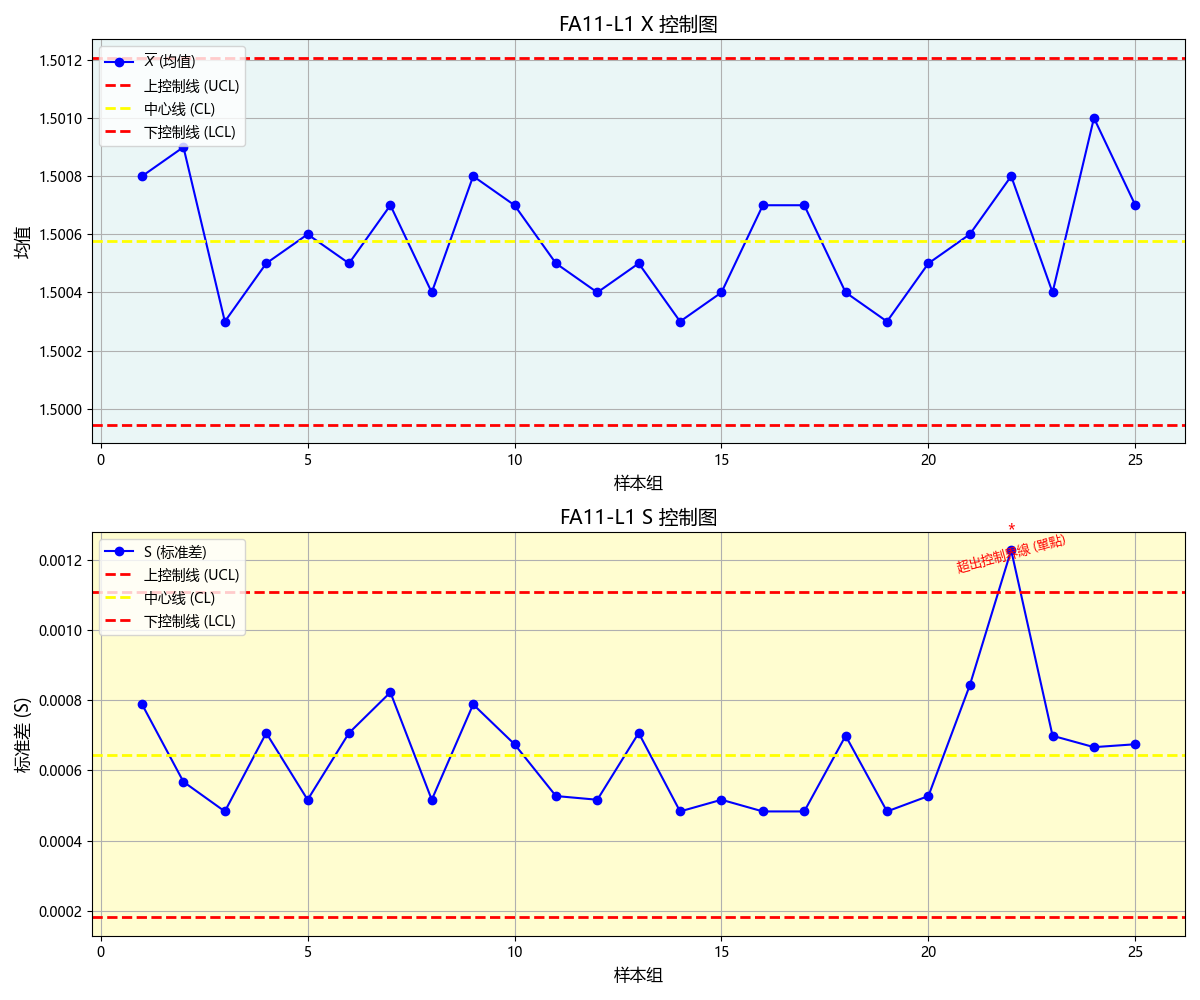 FA11-L1 X 控制图
X (均值)
上控制线 (UCL)
中心线 (CL)
下控制线 (LCL)
均值
1.5012
1.5010
1.5008
1.5006
1.5004
1.5002
1.5000
0 5 10 15 20 25
样本组
FA11-L1 S 控制图
*
超出控制界線 (單點)
S (标准差)
上控制线 (UCL)
中心线 (CL)
下控制线 (LCL)
标准差 (S)
0.0012
0.0010
0.0008
0.0006
0.0004
0.0002
0 5 10 15 20 25
样本组